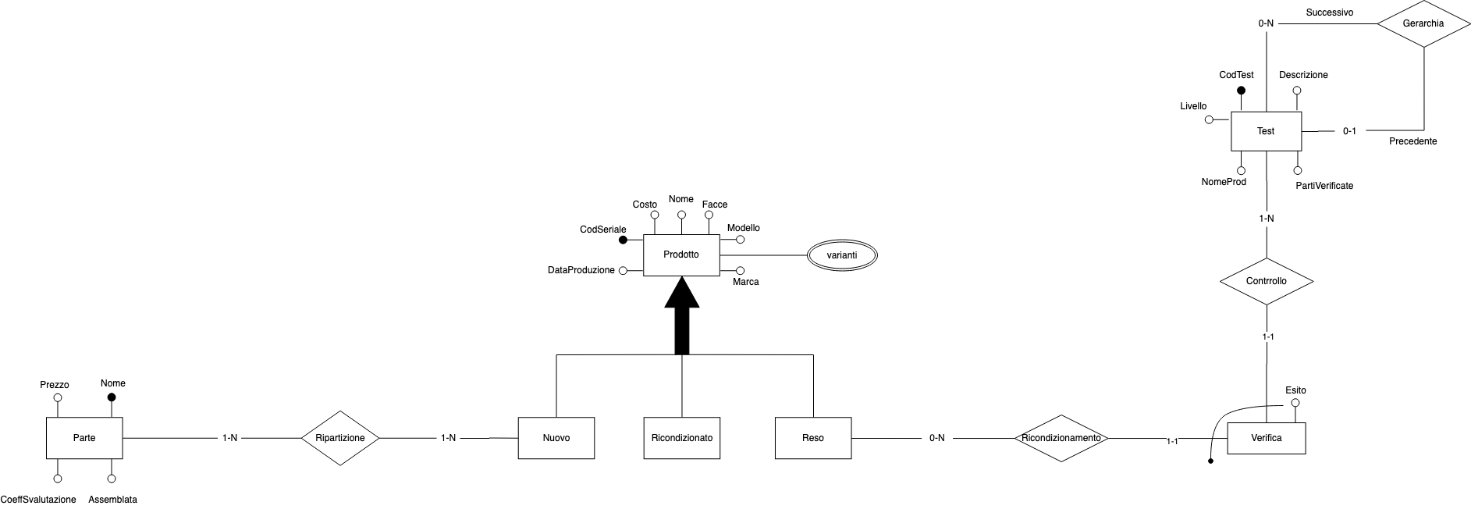 Successivo
0-N
Gerarchia
CodTest
Descrizione
Livello
Test
0-1
Precedente
NomeProd
PartiVerificate
1-N
Costo
Nome
Facce
CodSeriale
Modello
Prodotto
varianti
DataProduzione
Marca
Contrrollo
1-1
Prezzo
Nome
Esito
Parte
1-N
Ripartizione
1-N
Nuovo
Ricondizionato
Reso
0-N
Ricondizionamento
1-1
Verifica
CoeffSvalutazione
Assemblata